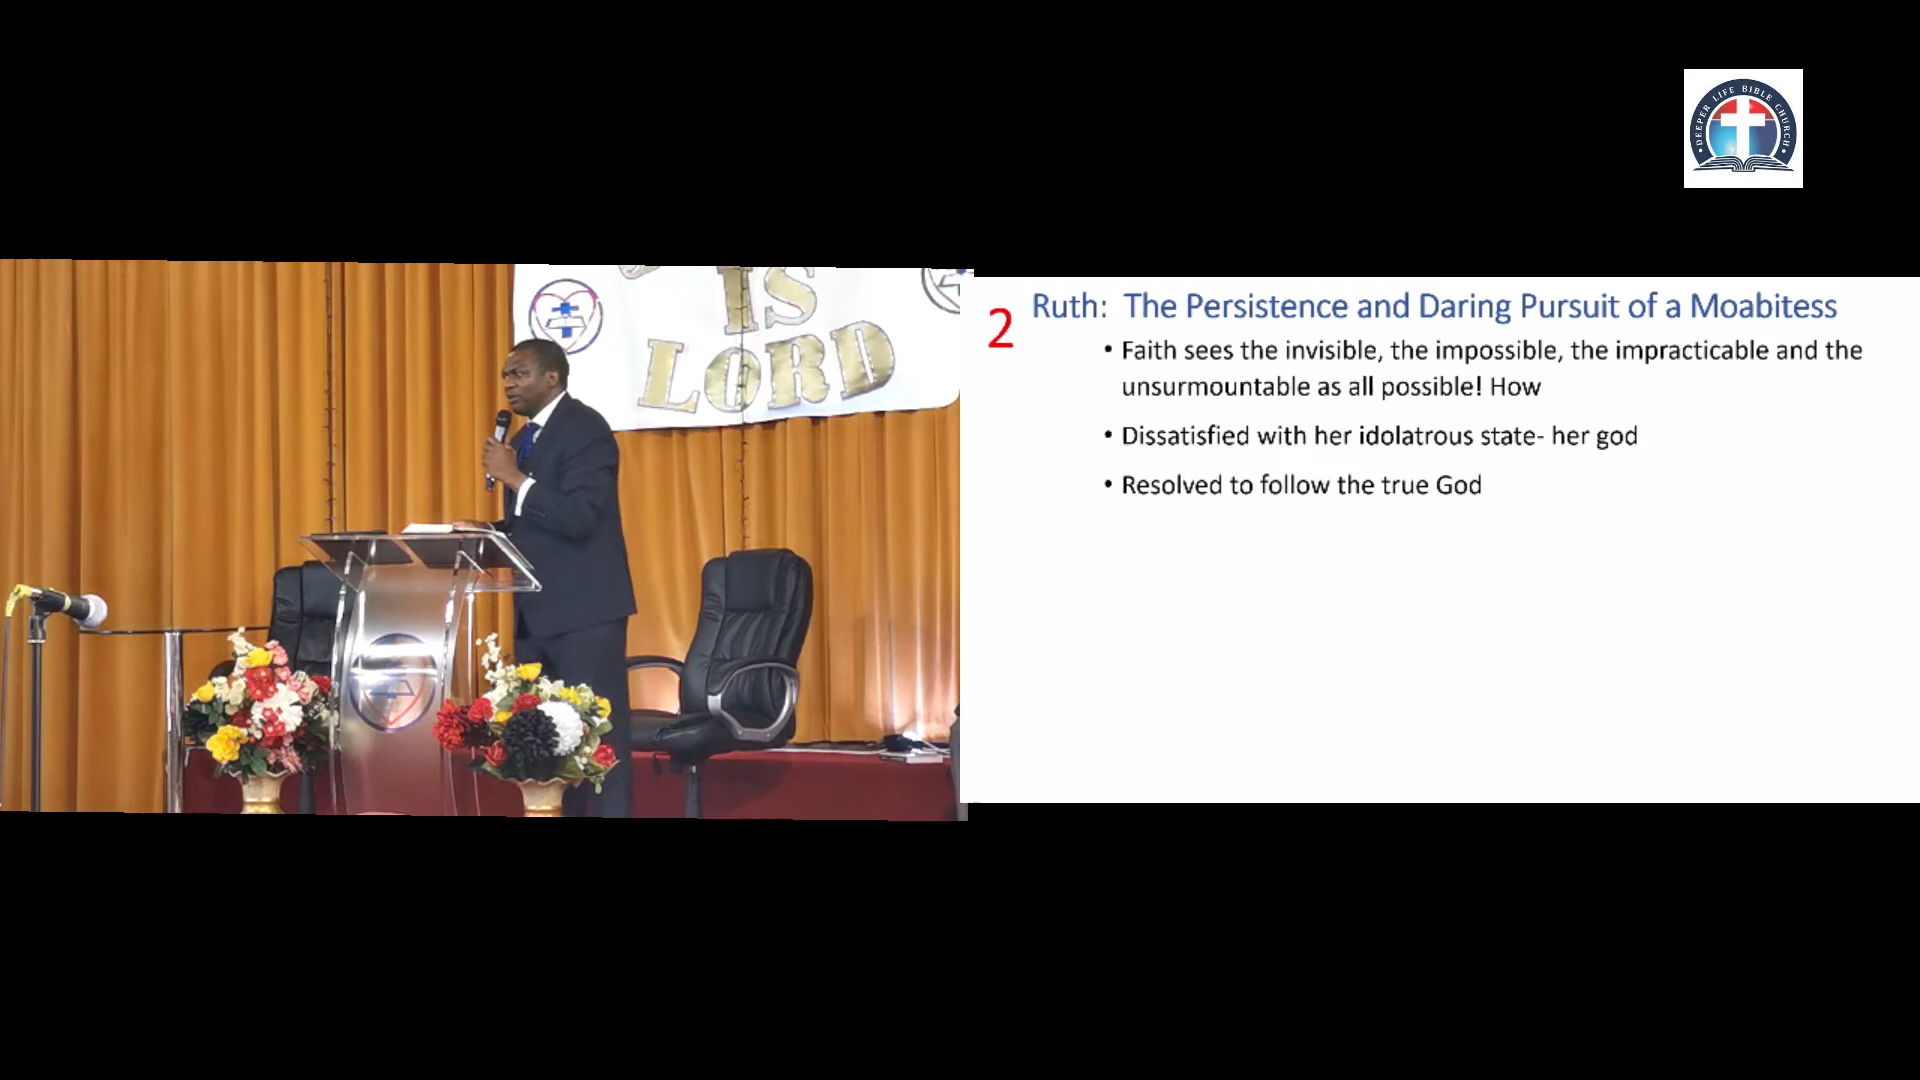 DEEPER LIFE BIBLE CHURCH
IS
LORD
2
Ruth: The Persistence and Daring Pursuit of a Moabitess
• Faith sees the invisible, the impossible, the impracticable and the
unsurmountable as all possible! How
• Dissatisfied with her idolatrous state- her god
• Resolved to follow the true God